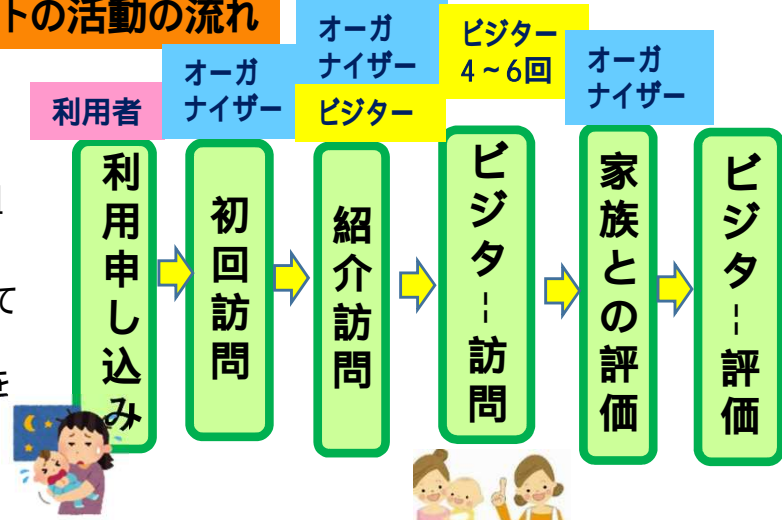 トの活動の流れ
利用者
オーガ
ナイザー
オーガ
ナイザー
ビジター
ビジター
4~6回
オーガ
ナイザー
利用申し込み
初回訪問
紹介訪問
ビジター訪問
家族との評価
ビジター評価
て
を